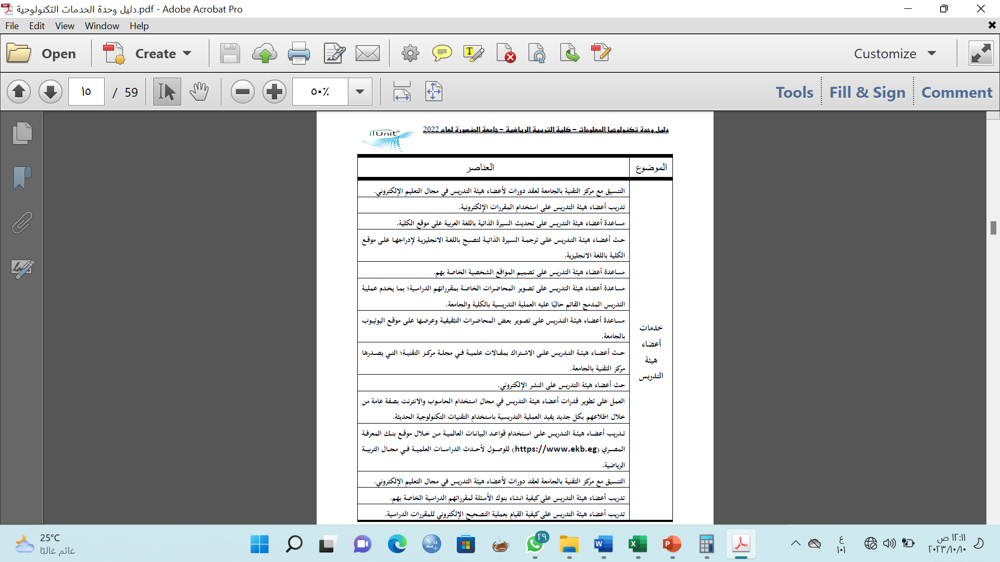 دليل وحدة الخدمات التكنولوجية.pdf - Adobe Acrobat Pro
File Edit View Window Help
Open Create Customize
١٥ / 59 ٥٠٪ Tools Fill & Sign Comment
iTUnit
دليل وحدة تكنولوجيا المعلومات – كلية التربية الرياضية – جامعة المنصورة لعام 2022
الموضوع العناصر
خدمات
أعضاء
هيئة
التدريس
التنسيق مع مركز التقنية بالجامعة لعقد دورات لأعضاء هيئة التدريس في مجال التعليم الإلكتروني.
تدريب أعضاء هيئة التدريس على استخدام المقررات الإلكترونية.
مساعدة أعضاء هيئة التدريس على تحديث السيرة الذاتية باللغة العربية على موقع الكلية.
حث أعضاء هيئة التدريس على ترجمة السيرة الذاتية لتصبح باللغة الانجليزية لإدراجها على موقع
الكلية باللغة الانجليزية.
مساعدة أعضاء هيئة التدريس على تصميم المواقع الشخصية الخاصة بهم.
مساعدة أعضاء هيئة التدريس على تصوير المحاضرات الخاصة بمقرراتهم الدراسية؛ بما يخدم عملية
التدريس المدمج القائم حاليًا عليه العملية التدريسية بالكلية والجامعة.
مساعدة أعضاء هيئة التدريس على تصوير بعض المحاضرات التثقيفية وعرضها على موقع اليوتيوب
بالجامعة.
حث أعضاء هيئة التدريس على الاشتراك بمقالات علمية في مجلة مركز التقنية؛ التي يصدرها
مركز التقنية بالجامعة.
حث أعضاء هيئة التدريس على النشر الإلكتروني.
العمل على تطوير قدرات أعضاء هيئة التدريس في مجال استخدام الحاسوب والانترنت بصفة عامة من
خلال اطلاعهم بكل جديد يفيد العملية التدريسية باستخدام التقنيات التكنولوجية الحديثة.
تدريب أعضاء هيئة التدريس على استخدام قواعد البيانات العالمية من خلال موقع بنك المعرفة
المصري (https://www.ekb.eg) للوصول لأحدث الدراسات العلمية في مجال التربية
الرياضية.
التنسيق مع مركز التقنية بالجامعة لعقد دورات لأعضاء هيئة التدريس في مجال التعليم الإلكتروني.
تدريب أعضاء هيئة التدريس على كيفية انشاء بنوك الأسئلة لمقرراتهم الدراسية الخاصة بهم.
تدريب أعضاء هيئة التدريس على كيفية القيام بعملية التصحيح الإلكتروني للمقررات الدراسية.
25°C
غائم غالبًا
٢٩
ع
١٠١
١٢:١١ ص
٢٠٢٣/١٠/١٠